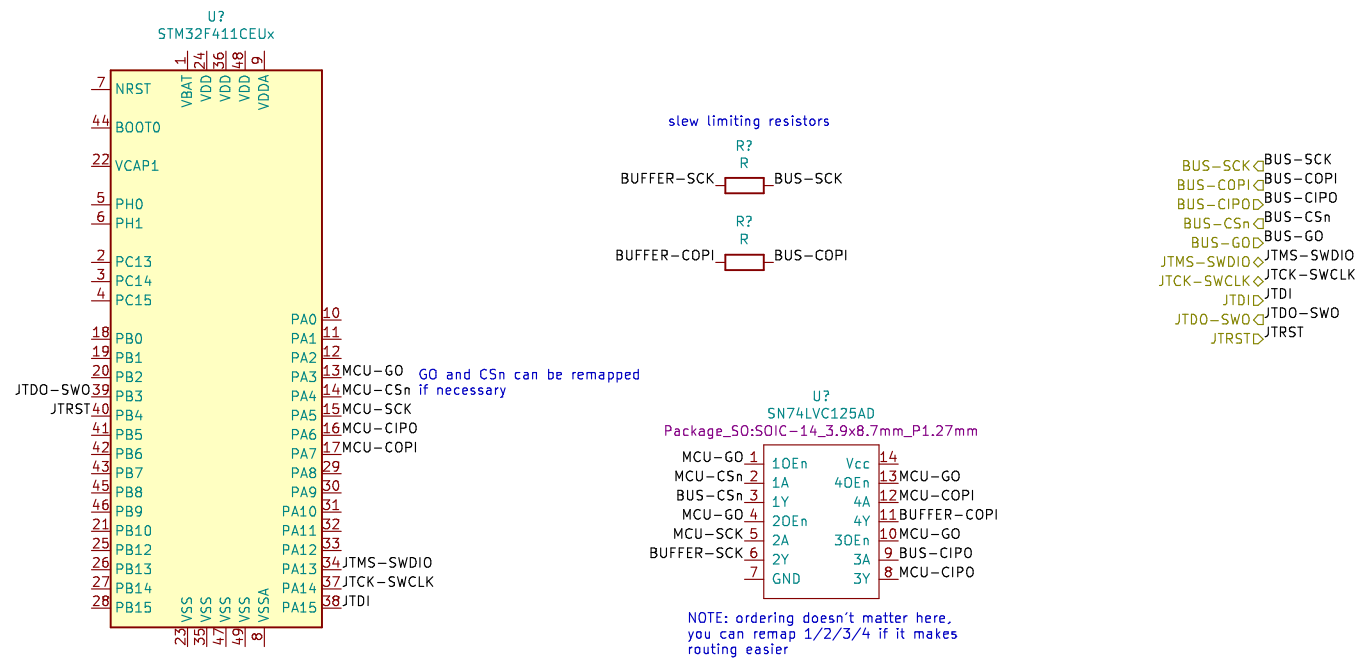 U?
STM32F411CEUx
1 24 36 48 9
VBAT VDD VDD VDD VDDA
7 NRST
44 BOOT0
22 VCAP1
5 PH0
6 PH1
2 PC13
3 PC14
4 PC15
PA0 10
18 PB0
PA1 11
19 PB1
PA2 12
20 PB2
PA3 13 MCU-GO
JTDO-SWO 39 PB3
PA4 14 MCU-CSn
JTRST 40 PB4
PA5 15 MCU-SCK
41 PB5
PA6 16 MCU-CIPO
42 PB6
PA7 17 MCU-COPI
43 PB7
PA8 29
45 PB8
PA9 30
46 PB9
PA10 31
21 PB10
PA11 32
25 PB12
PA12 33
26 PB13
PA13 34 JTMS-SWDIO
27 PB14
PA14 37 JTCK-SWCLK
28 PB15
PA15 38 JTDI
VSS VSS VSS VSS VSSA
23 35 47 49 8
GO and CSn can be remapped
if necessary
slew limiting resistors
R?
R
BUFFER-SCK BUS-SCK
R?
R
BUFFER-COPI BUS-COPI
U?
SN74LVC125AD
Package_SO:SOIC-14_3.9x8.7mm_P1.27mm
MCU-GO 1 1OEn Vcc 14
MCU-CSn 2 1A 4OEn 13 MCU-GO
BUS-CSn 3 1Y 4A 12 MCU-COPI
MCU-GO 4 2OEn 4Y 11 BUFFER-COPI
MCU-SCK 5 2A 3OEn 10 MCU-GO
BUFFER-SCK 6 2Y 3A 9 BUS-CIPO
7 GND 3Y 8 MCU-CIPO
NOTE: ordering doesn't matter here,
you can remap 1/2/3/4 if it makes
routing easier
BUS-SCK BUS-SCK
BUS-COPI BUS-COPI
BUS-CIPO BUS-CIPO
BUS-CSn BUS-CSn
BUS-GO BUS-GO
JTMS-SWDIO JTMS-SWDIO
JTCK-SWCLK JTCK-SWCLK
JTDI JTDI
JTDO-SWO JTDO-SWO
JTRST JTRST